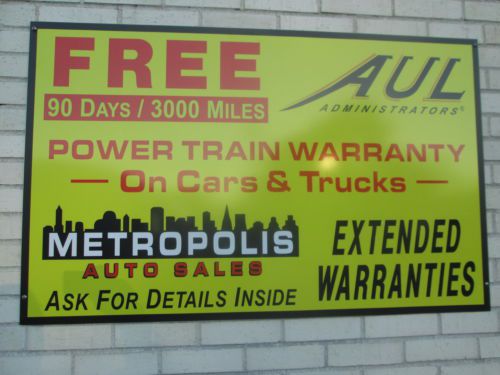 FREE
90 DAYS / 3000 MILES
AUL
ADMINISTRATORS®
POWER TRAIN WARRANTY
— On Cars & Trucks —
METROPOLIS
AUTO SALES
ASK FOR DETAILS INSIDE
EXTENDED
WARRANTIES